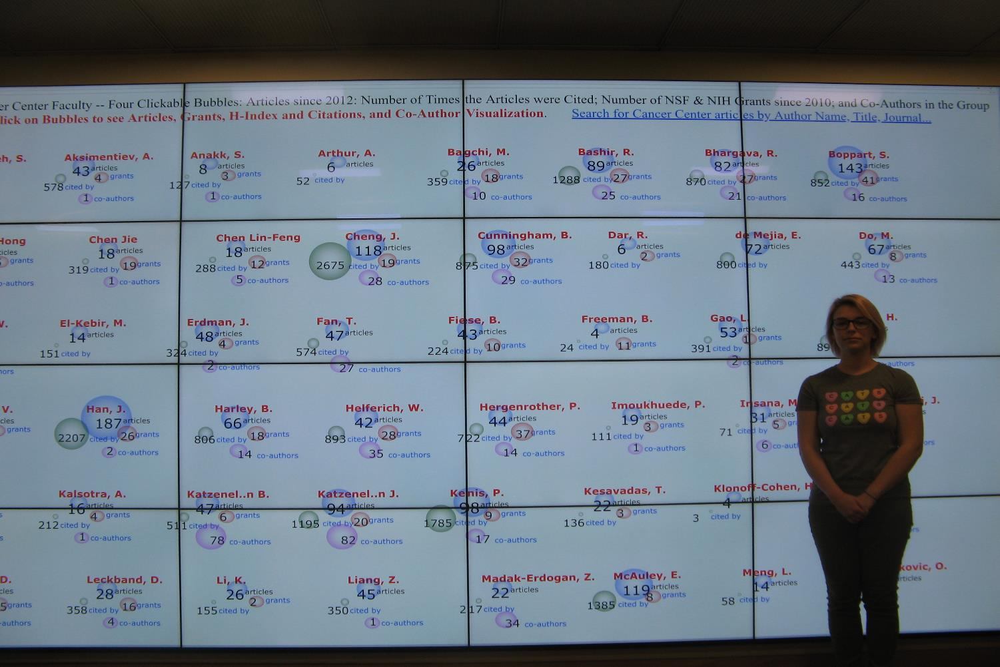 er Center Faculty -- Four Clickable Bubbles: Articles since 2012: Number of Times the Articles were Cited; Number of NSF & NIH Grants since 2010; and Co-Authors in the Group
lick on Bubbles to see Articles, Grants, H-Index and Citations, and Co-Author Visualization. Search for Cancer Center articles by Author Name, Title, Journal...
eh, S. Aksimentiev, A. Anakk, S. Arthur, A. Bagchi, M. Bashir, R. Bhargava, R. Boppart, S.
43 articles 8 articles 6 articles 26 articles 89 articles 82 articles 143 articles
578 cited by 4 grants 127 cited by 3 grants 52 cited by 359 cited by 18 grants 1288 cited by 27 grants 870 cited by 27 grants 852 cited by 41 grants
1 co-authors 1 co-authors 10 co-authors 25 co-authors 21 co-authors 16 co-authors
Hong Chen Jie Chen Lin-Feng Cheng, J. Cunningham, B. Dar, R. de Mejia, E. Do, M.
icles 18 articles 18 articles 118 articles 98 articles 6 articles 72 articles 67 articles
grants 319 cited by 19 grants 288 cited by 12 grants 2675 cited by 19 grants 875 cited by 32 grants 180 cited by 2 grants 800 cited by 443 cited by 8 grants
o-authors 1 co-authors 5 co-authors 28 co-authors 29 co-authors 13 co-authors
El-Kebir, M. Erdman, J. Fan, T. Fiese, B. Freeman, B. Gao, L. H.
14 articles 48 articles 47 articles 43 articles 4 articles 53 articles s
151 cited by 324 cited by 4 grants 574 cited by 224 cited by 10 grants 24 cited by 11 grants 391 cited by 1 grants 89
ors 2 co-authors 27 co-authors 2 co-authors authors
V. Han, J. Harley, B. Helferich, W. Hergenrother, P. Imoukhuede, P. Insana, M i, J.
cles 187 articles 66 articles 42 articles 44 articles 19 articles 31 articles s
grants 2207 cited by 26 grants 806 cited by 18 grants 893 cited by 28 grants 722 cited by 37 grants 111 cited by 3 grants 71 cited by 5 gr
2 co-authors 14 co-authors 35 co-authors 14 co-authors 1 co-authors 6 co-aut ors
CATS
CATS
CATS
Kalsotra, A. Katzenel..n B. Katzenel..n J. Kenis, P. Kesavadas, T. Klonoff-Cohen, H
16 articles 47 articles 94 articles 98 articles 22 articles 4 articles
212 cited by 4 grants 511 cited by 6 grants 1195 cited by 20 grants 1785 cited by 9 grants 136 cited by 3 grants 3 cited by
1 co-authors 78 co-authors 82 co-authors 17 co-authors rs
D. Leckband, D. Li, K. Liang, Z. Madak-Erdogan, Z. McAuley, E. Meng, L. kovic, O.
cles 28 articles 26 articles 45 articles 22 articles 119 articles 14 articles rticles
5 grants 358 cited by 16 grants 155 cited by 2 grants 350 cited by 217 cited by 1385 cited by 8 grants 58 cited by
-authors 4 co-authors 1 co-authors 34 co-authors